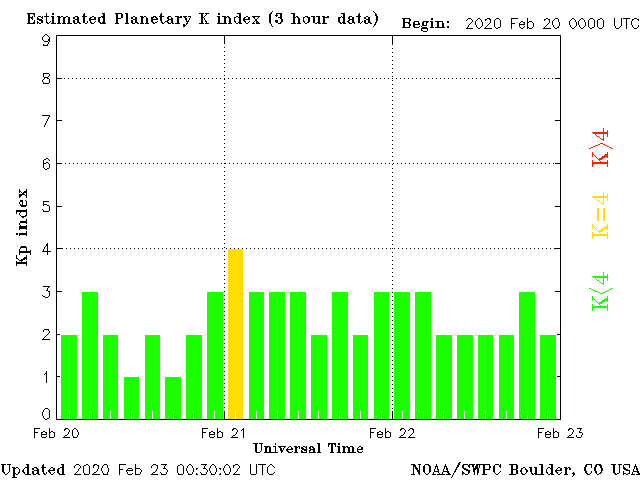 Estimated Planetary K index (3 hour data) Begin: 2020 Feb 20 0000 UTC
9
8
7
6
5
4
3
2
1
0
Kp index
K>4
K=4
K<4
Feb 20 Feb 21 Feb 22 Feb 23
Universal Time
Updated 2020 Feb 23 00:30:02 UTC NOAA/SWPC Boulder, CO USA